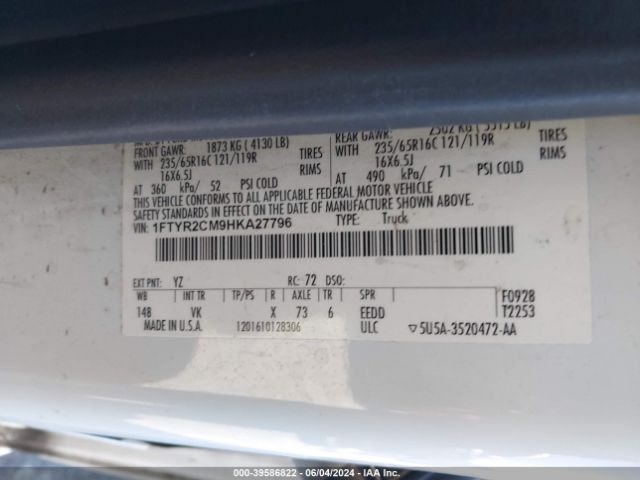 FRONT GAWR: 1873 KG ( 4130 LB)
WITH 235/65R16C 121/119R TIRES
16X6.5J RIMS
AT 360 kPa/ 52 PSI COLD
REAR GAWR: 2502 KG ( 5515 LB)
WITH 235/65R16C 121/119R TIRES
16X6.5J RIMS
AT 490 kPa/ 71 PSI COLD
THIS VEHICLE CONFORMS TO ALL APPLICABLE FEDERAL MOTOR VEHICLE
SAFETY STANDARDS IN EFFECT ON THE DATE OF MANUFACTURE SHOWN ABOVE.
VIN: 1FTYR2CM9HKA27796 TYPE: Truck
EXT PNT: YZ RC: 72 DSO:
WB INT TR TP/PS R AXLE TR SPR F0928
148 VK X 73 6 EEDD T2253
MADE IN U.S.A. 1201610128306 ULC ▽5U5A-3520472-AA
000-39586822 - 06/04/2024 - IAA Inc.